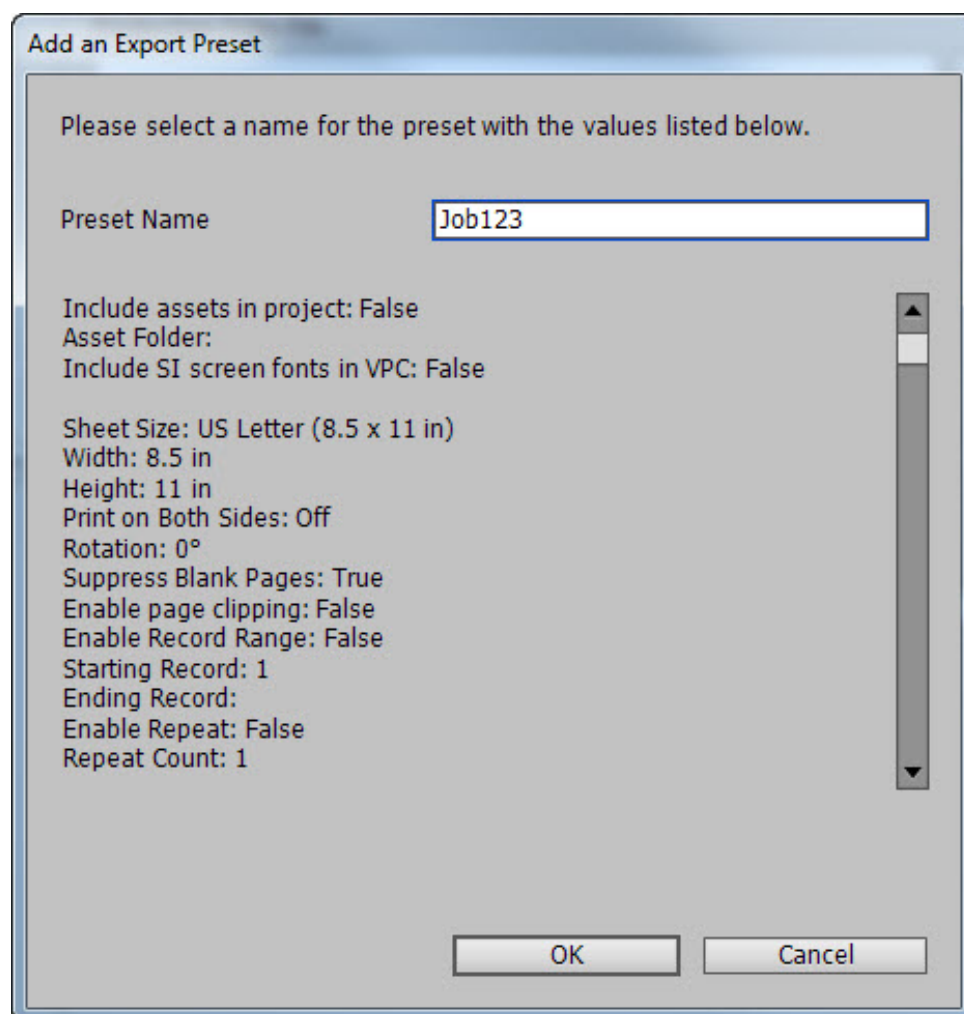 Add an Export Preset
Please select a name for the preset with the values listed below.
Preset Name
Job123
Include assets in project: False
Asset Folder:
Include SI screen fonts in VPC: False
Sheet Size: US Letter (8.5 x 11 in)
Width: 8.5 in
Height: 11 in
Print on Both Sides: Off
Rotation: 0°
Suppress Blank Pages: True
Enable page clipping: False
Enable Record Range: False
Starting Record: 1
Ending Record:
Enable Repeat: False
Repeat Count: 1
OK
Cancel